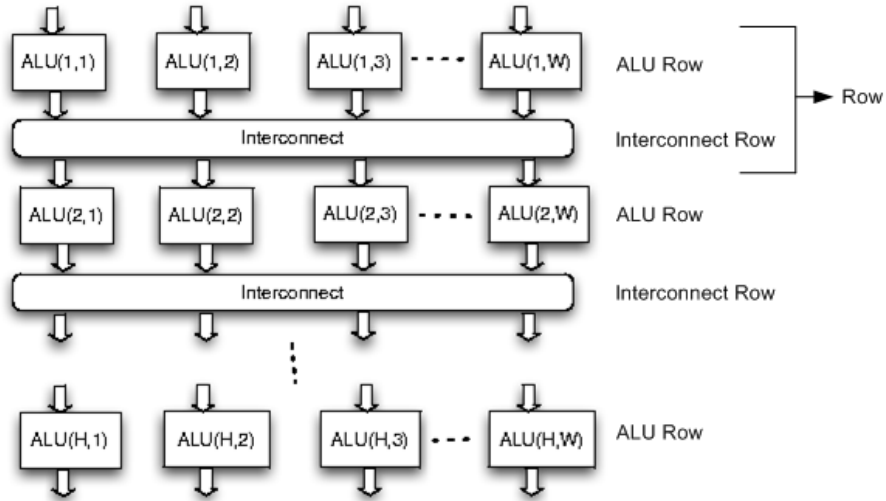 ALU(1,1) ALU(1,2) ALU(1,3) ALU(1,W) ALU Row
Row
Interconnect Interconnect Row
ALU(2,1) ALU(2,2) ALU(2,3) ALU(2,W) ALU Row
Interconnect Interconnect Row
ALU(H,1) ALU(H,2) ALU(H,3) ALU(H,W) ALU Row